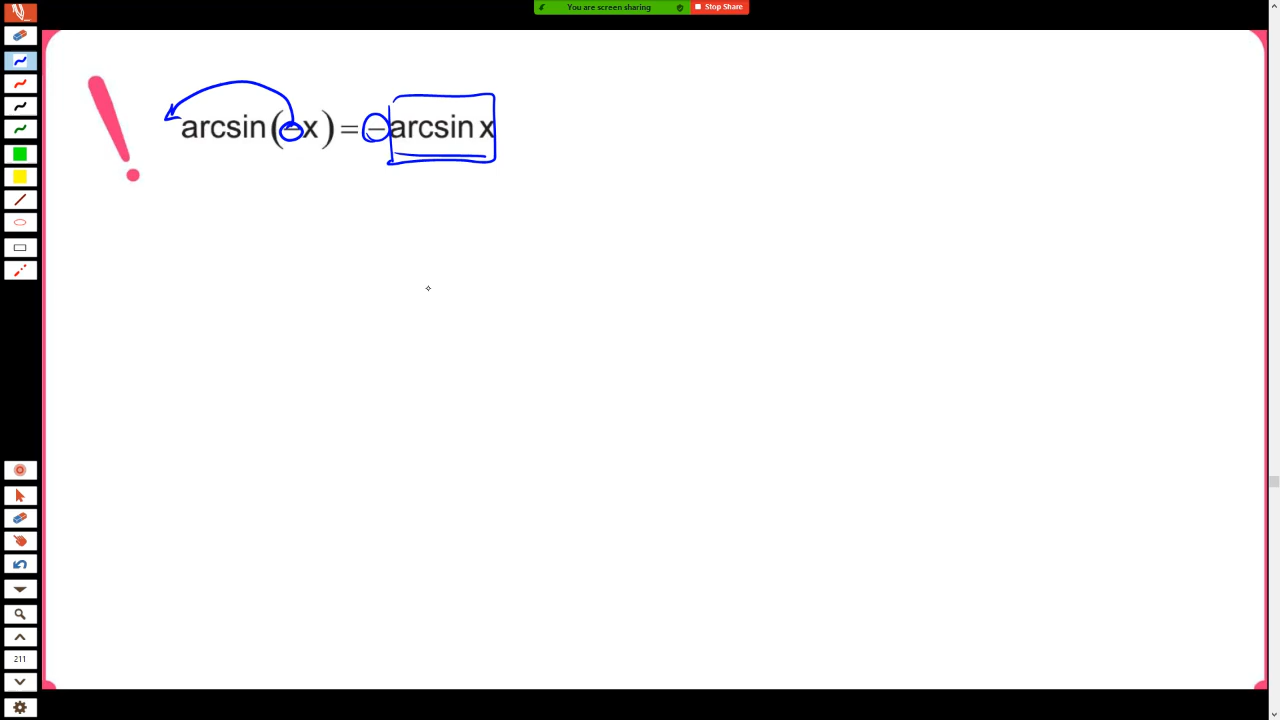 You are screen sharing
Stop Share
arcsin(−x) = −arcsin x
211